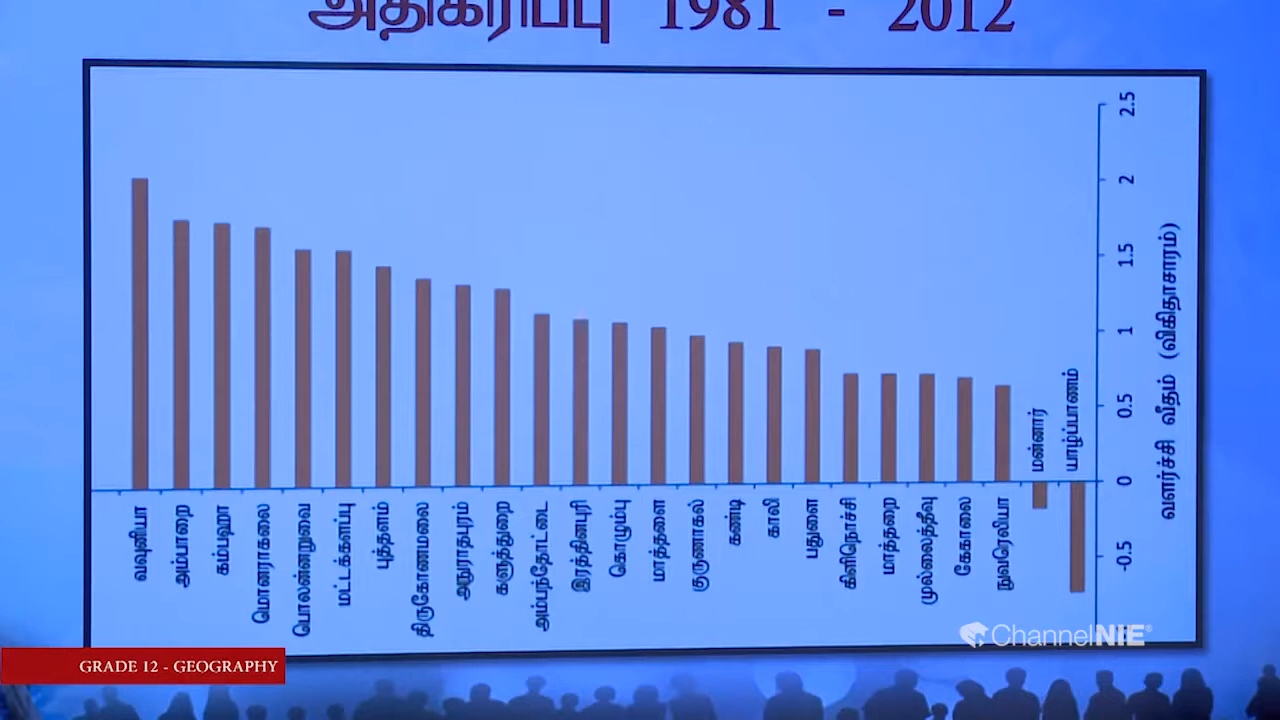 அதிகரிப்பு 1981 - 2012
2.5
2
1.5
1
0.5
0
-0.5
வளர்ச்சி வீதம் (விகிதாசாரம்)
வவுனியா
அம்பாறை
கம்பஹா
மொனராகலை
பொலன்னறுவை
மட்டக்களப்பு
புத்தளம்
திருகோணமலை
அநுராதபுரம்
களுத்துறை
அம்பந்தோட்டை
இரத்தினபுரி
கொழும்பு
மாத்தளை
குருணாகல்
கண்டி
காலி
பதுளை
கிளிநொச்சி
மாத்தறை
முல்லைத்தீவு
கேகாலை
நுவரெலியா
மன்னார்
யாழ்ப்பாணம்
ChannelNIE
GRADE 12 - GEOGRAPHY